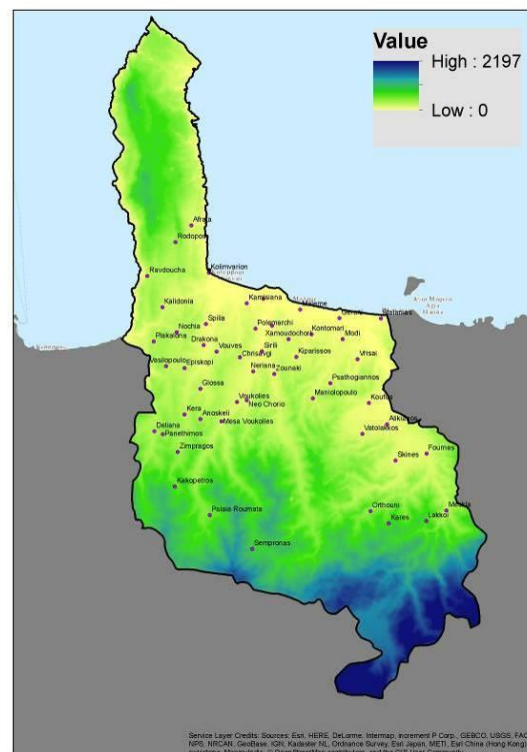 Value
High : 2197
Low : 0
Afrata
Rodopos
Kolimvarion
Ravdoucha
Kamisiana
Maleme
Kalidonia
Gerani
Platanias
Spilia
Polemarchi
Nochia
Kontomari
Xamoudochori
Plakalona
Drakona
Modi
Vouves
Sirili
Chrisavgi
Kiparissos
Vrisai
Vasilopoulo
Episkopi
Neriana
Zounaki
Psathogiannos
Glossa
Voukolies
Maniolopoulo
Neo Chorio
Koufos
Kera
Anoskeli
Mesa Voukolies
Alikianos
Deliana
Panethimos
Vatolakkos
Zimpragos
Skines
Fournes
Kakopetros
Palaia Roumata
Orthouni
Meskla
Kares
Lakkoi
Sempronas
Service Layer Credits: Sources: Esri, HERE, DeLorme, Intermap, increment P Corp., GEBCO, USGS, FAO,
NPS, NRCAN, GeoBase, IGN, Kadaster NL, Ordnance Survey, Esri Japan, METI, Esri China (Hong Kong),